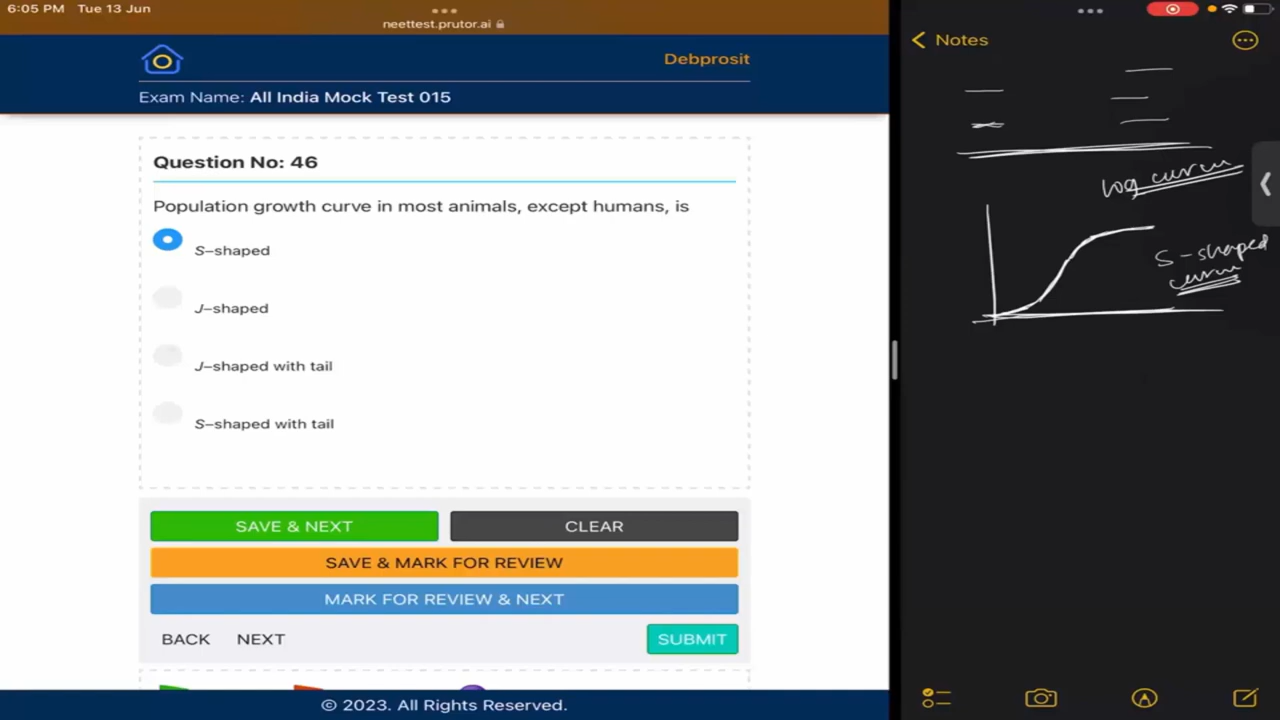 6:05 PM Tue 13 Jun
neettest.prutor.ai
Debprosit
Exam Name: All India Mock Test 015
Question No: 46
Population growth curve in most animals, except humans, is
S–shaped
J–shaped
J–shaped with tail
S–shaped with tail
SAVE & NEXT
CLEAR
SAVE & MARK FOR REVIEW
MARK FOR REVIEW & NEXT
BACK
NEXT
SUBMIT
© 2023. All Rights Reserved.
Notes
log curve
S-shaped
curve